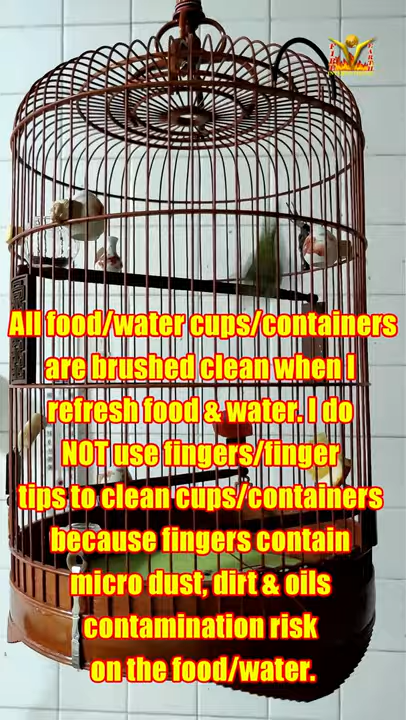 All food/water cups/containers
are brushed clean when I
refresh food & water. I do
NOT use fingers/finger
tips to clean cups/containers
because fingers contain
micro dust, dirt & oils
contamination risk
on the food/water.